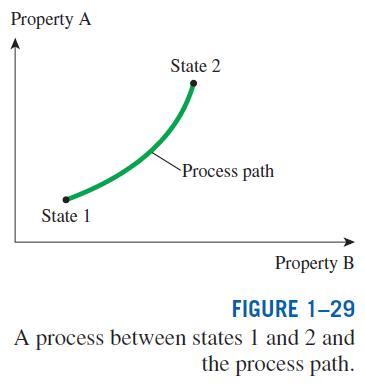 Property A
State 2
Process path
State 1
Property B
FIGURE 1–29
A process between states 1 and 2 and
the process path.